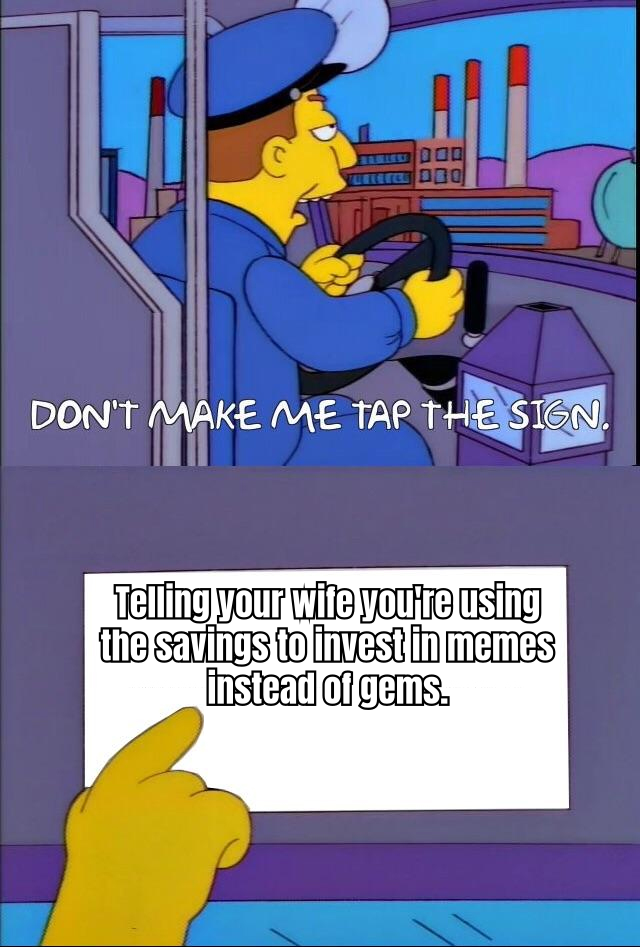 DON'T MAKE ME TAP THE SIGN.
Telling your wife you're using
the savings to invest in memes
instead of gems.